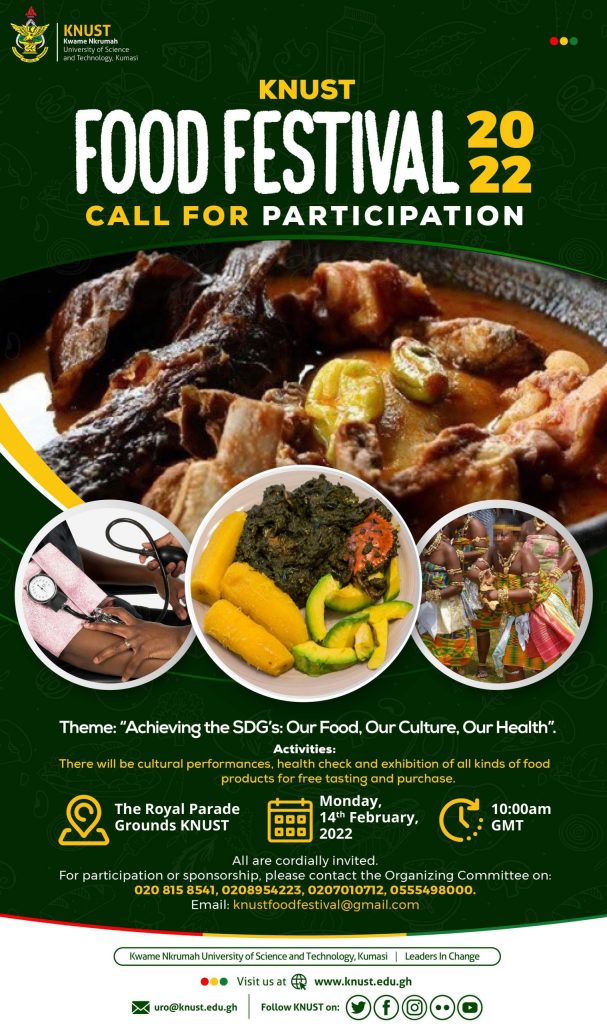 KNUST
Kwame Nkrumah
University of Science
and Technology, Kumasi
KNUST
FOOD FESTIVAL 20
22
CALL FOR PARTICIPATION
Theme: “Achieving the SDG’s: Our Food, Our Culture, Our Health”.
Activities:
There will be cultural performances, health check and exhibition of all kinds of food
products for free tasting and purchase.
The Royal Parade
Grounds KNUST
Monday,
14th February,
2022
10:00am
GMT
All are cordially invited.
For participation or sponsorship, please contact the Organizing Committee on:
020 815 8541, 0208954223, 0207010712, 0555498000.
Email: knustfoodfestival@gmail.com
Kwame Nkrumah University of Science and Technology, Kumasi | Leaders In Change
Visit us at www.knust.edu.gh
uro@knust.edu.gh | Follow KNUST on: